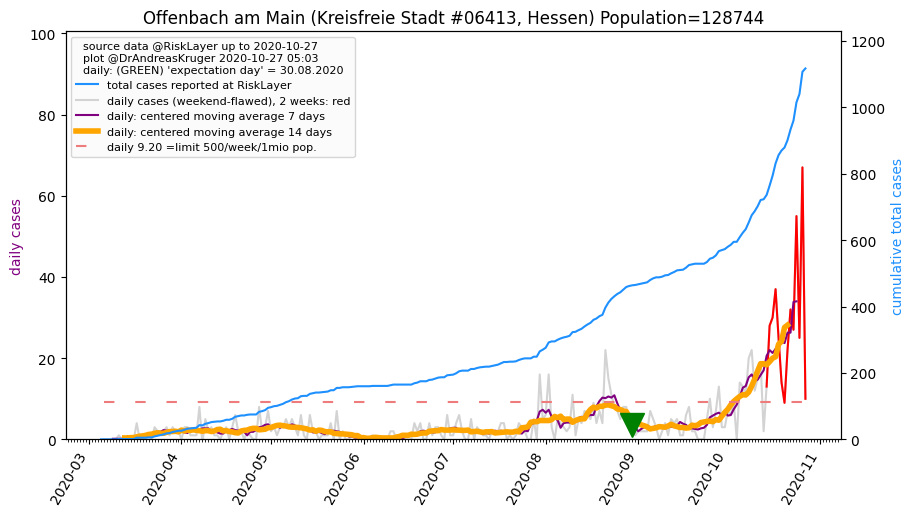 Offenbach am Main (Kreisfreie Stadt #06413, Hessen) Population=128744
source data @RiskLayer up to 2020-10-27
plot @DrAndreasKruger 2020-10-27 05:03
daily: (GREEN) 'expectation day' = 30.08.2020
total cases reported at RiskLayer
daily cases (weekend-flawed), 2 weeks: red
daily: centered moving average 7 days
daily: centered moving average 14 days
daily 9.20 =limit 500/week/1mio pop.
daily cases
100
80
60
40
20
0
cumulative total cases
1200
1000
800
600
400
200
0
2020-03
2020-04
2020-05
2020-06
2020-07
2020-08
2020-09
2020-10
2020-11